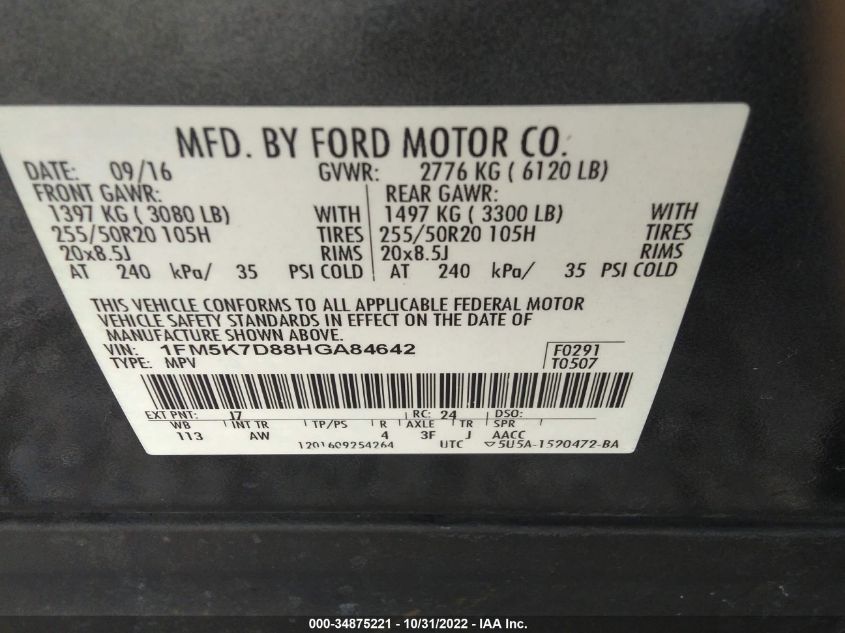 MFD. BY FORD MOTOR CO.
DATE: 09/16 GVWR: 2776 KG ( 6120 LB)
FRONT GAWR: REAR GAWR:
1397 KG ( 3080 LB) WITH 1497 KG ( 3300 LB) WITH
255/50R20 105H TIRES 255/50R20 105H TIRES
20x8.5J RIMS 20x8.5J RIMS
AT 240 kPa/ 35 PSI COLD AT 240 kPa/ 35 PSI COLD
THIS VEHICLE CONFORMS TO ALL APPLICABLE FEDERAL MOTOR
VEHICLE SAFETY STANDARDS IN EFFECT ON THE DATE OF
MANUFACTURE SHOWN ABOVE.
VIN: 1FM5K7D88HGA84642 F0291
TYPE: MPV T0507
EXT PNT: J7 RC: 24 DSO:
WB INT TR TP/PS R AXLE TR SPR
113 AW 4 3F J AACC
1201609254264 UTC ▽5U5A-1520472-BA
000-34875221 - 10/31/2022 - IAA Inc.